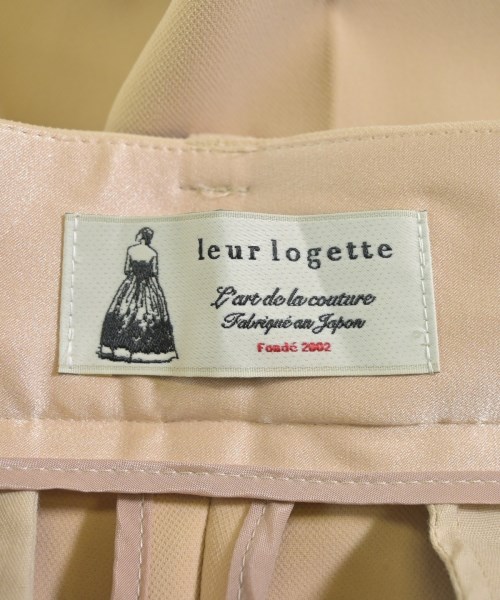 leur logette
L'art de la couture
Fabriqué au Japon
Fondé 2002